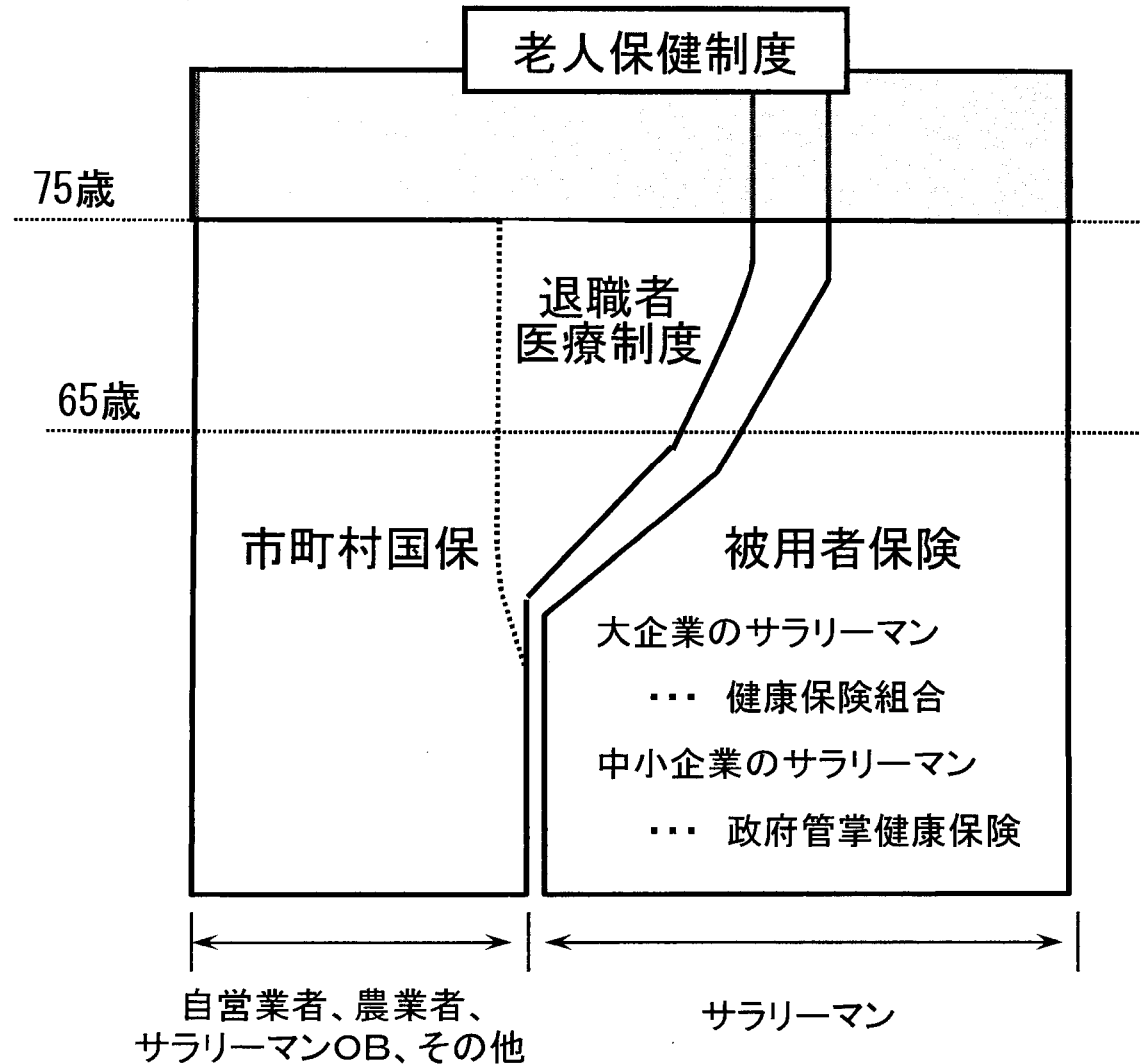 老人保健制度
75歳
退職者
医療制度
65歳
市町村国保
被用者保険
大企業のサラリーマン
・・・ 健康保険組合
中小企業のサラリーマン
・・・ 政府管掌健康保険
自営業者、農業者、
サラリーマンOB、その他
サラリーマン